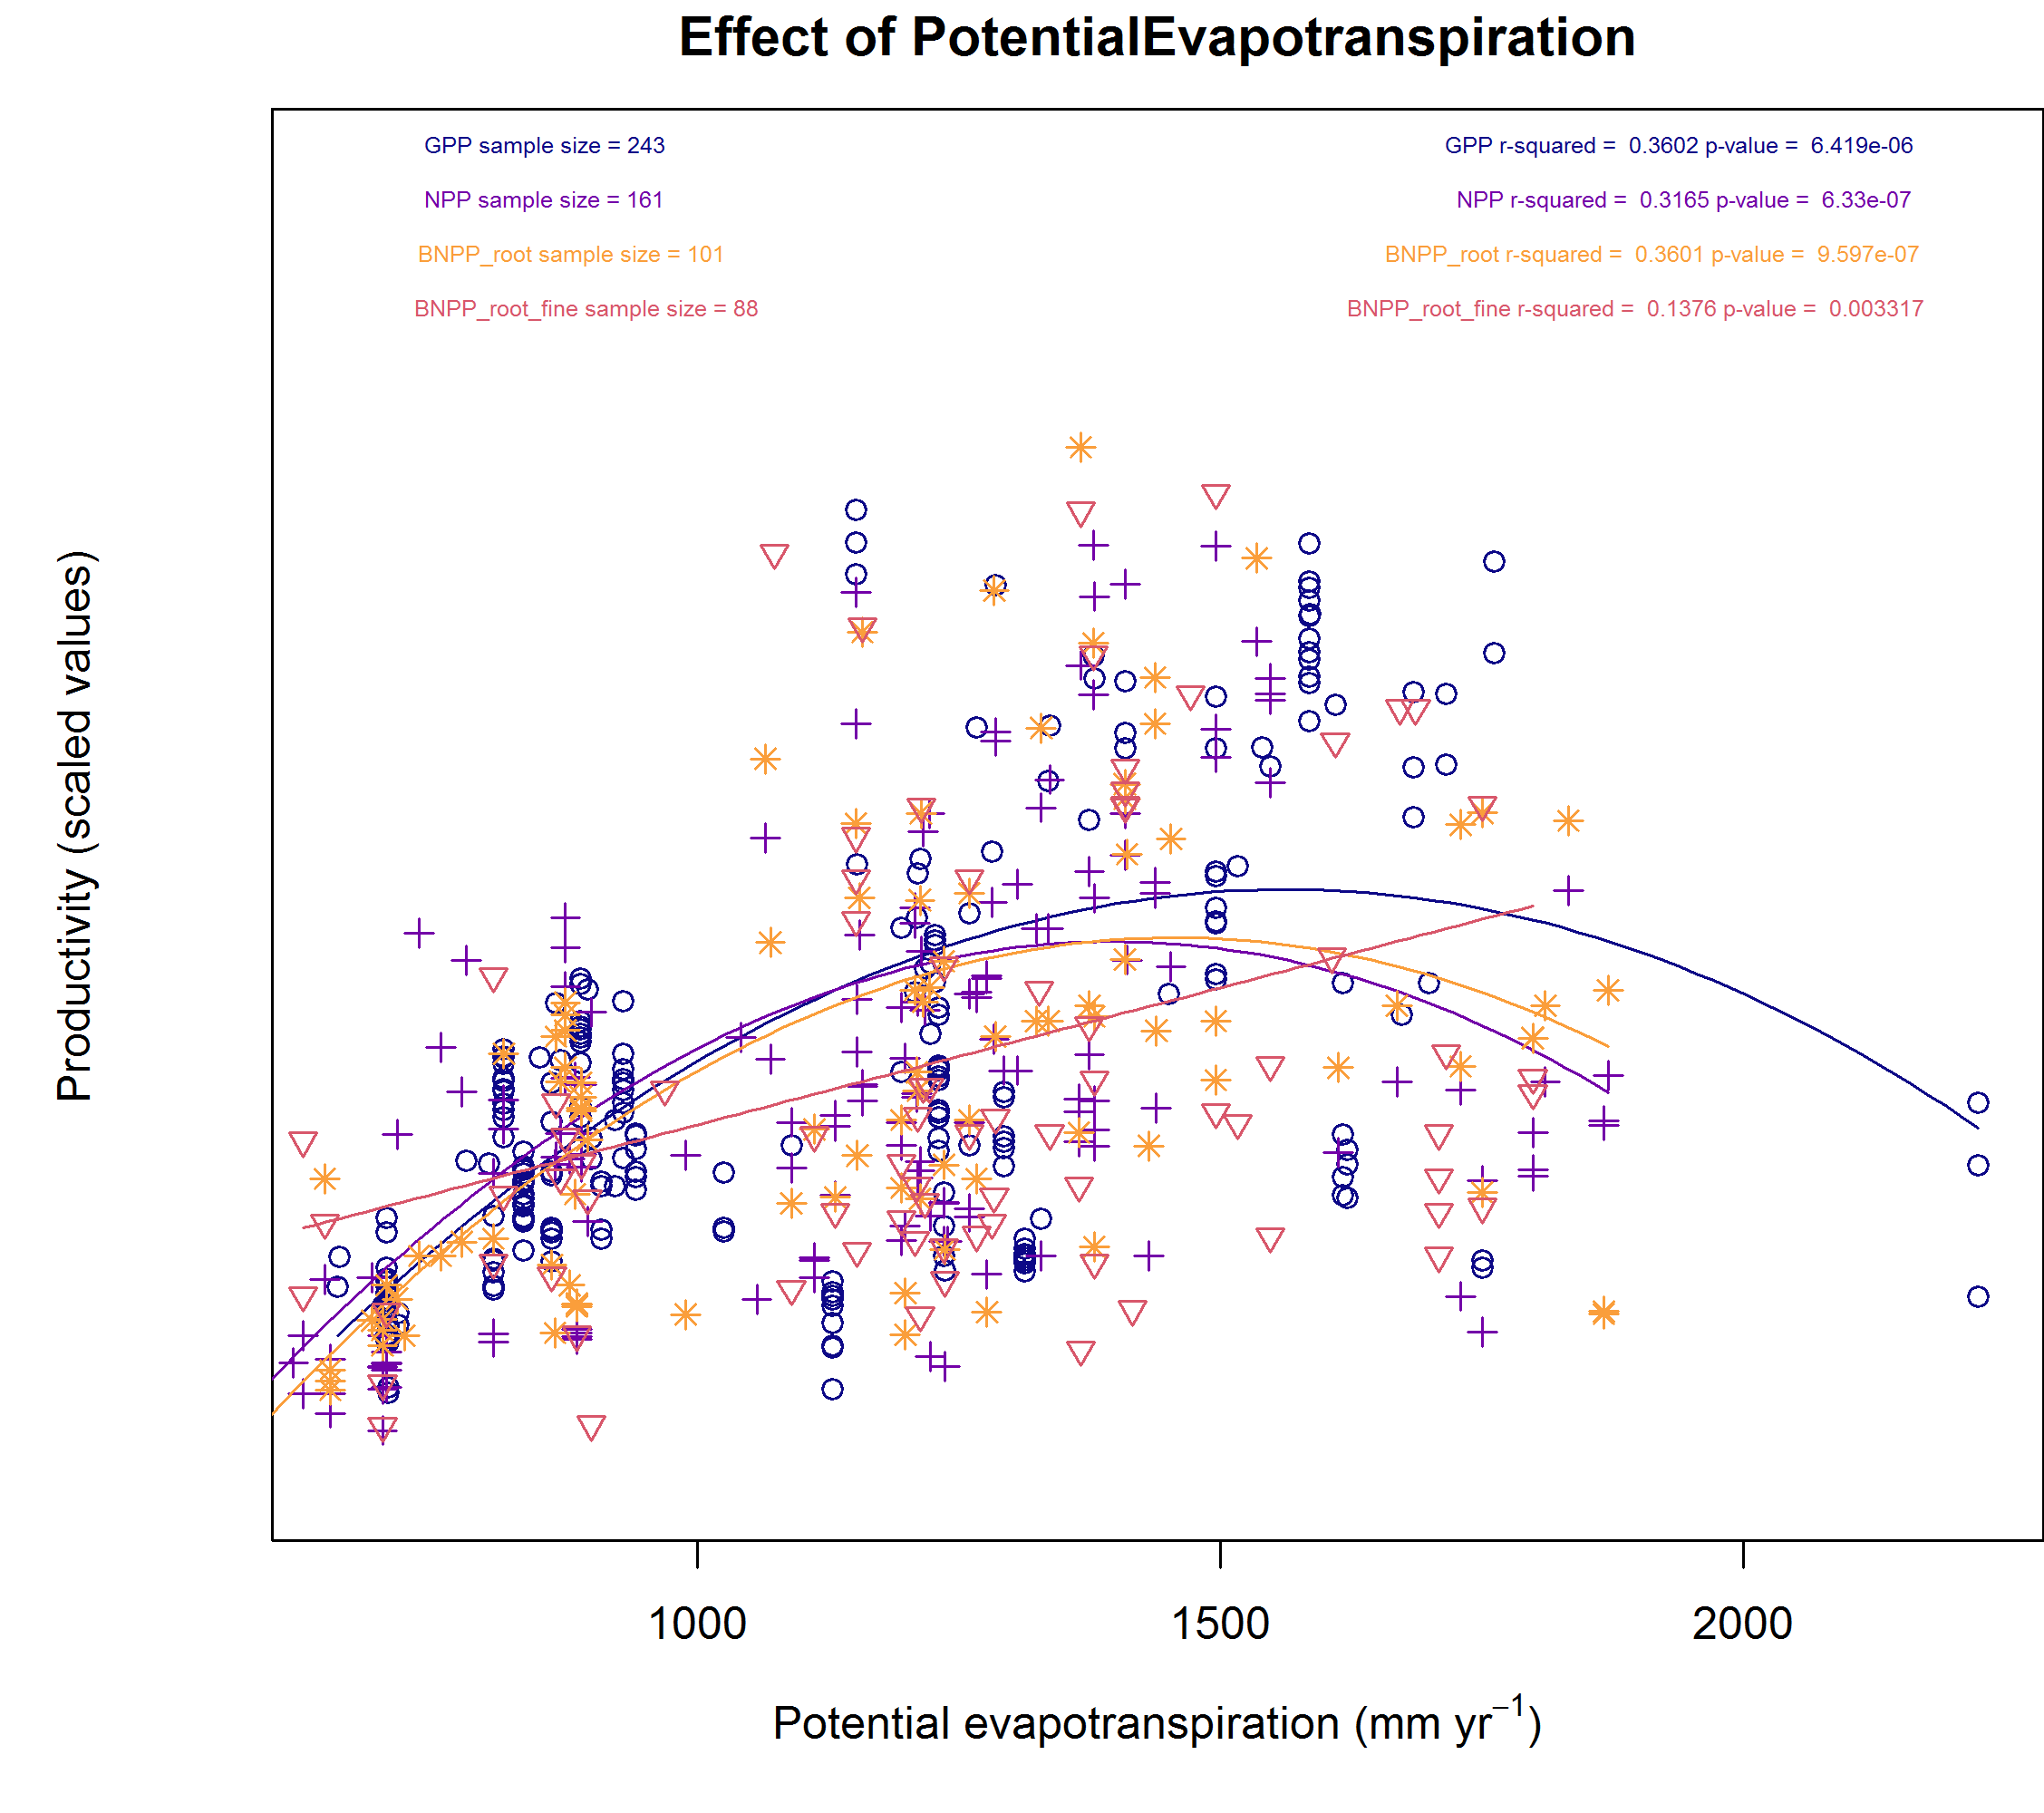 Effect of PotentialEvapotranspiration
GPP sample size = 243
GPP r-squared =  0.3602 p-value =  6.419e-06
NPP sample size = 161
NPP r-squared =  0.3165 p-value =  6.33e-07
BNPP_root sample size = 101
BNPP_root r-squared =  0.3601 p-value =  9.597e-07
BNPP_root_fine sample size = 88
BNPP_root_fine r-squared =  0.1376 p-value =  0.003317
Productivity (scaled values)
1000 1500 2000
Potential evapotranspiration (mm yr⁻¹)